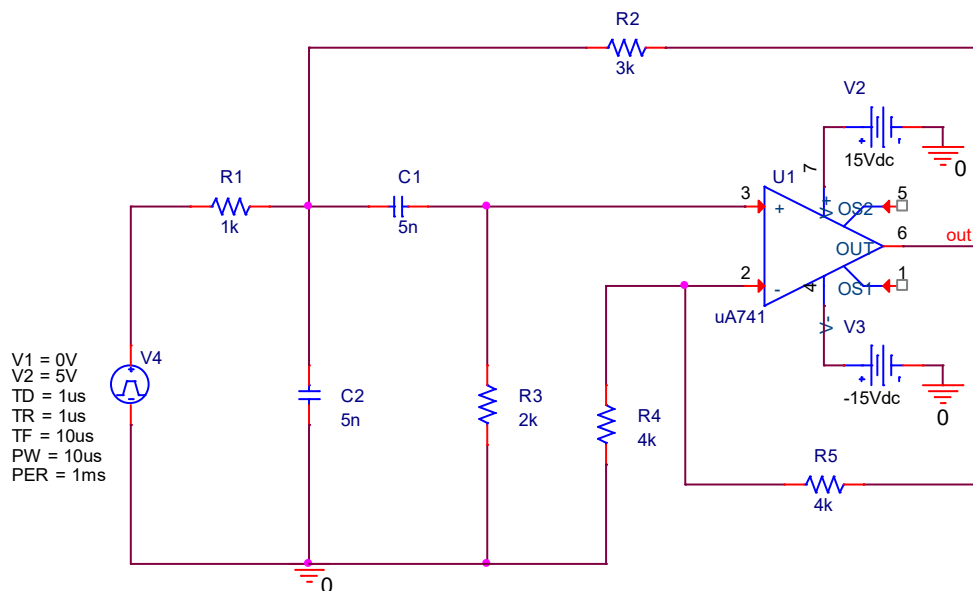 R2
3k
V2
15Vdc
0
7
V+
R1
1k
C1
5n
U1
3
+
OS2
5
OUT
6
out
2
-
OS1
1
4
V-
uA741
V3
-15Vdc
0
V1 = 0V
V2 = 5V
TD = 1us
TR = 1us
TF = 10us
PW = 10us
PER = 1ms
V4
C2
5n
R3
2k
R4
4k
R5
4k
0